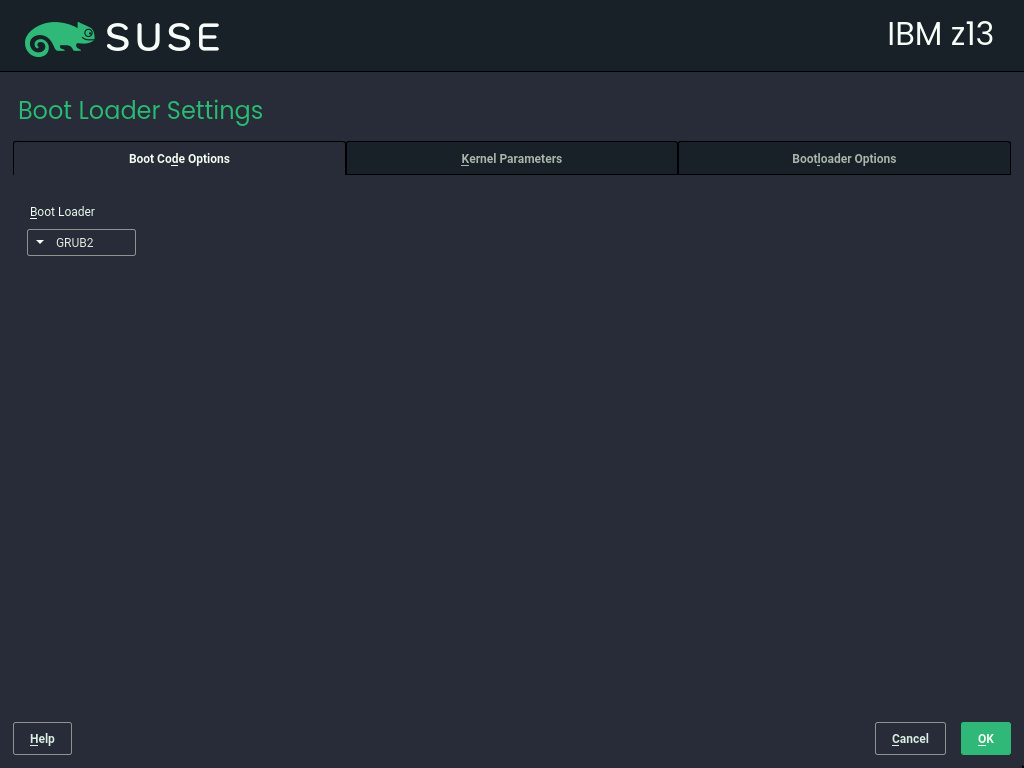 SUSE
IBM z13
Boot Loader Settings
Boot Code Options
Kernel Parameters
Bootloader Options
Boot Loader
GRUB2
Help
Cancel
OK